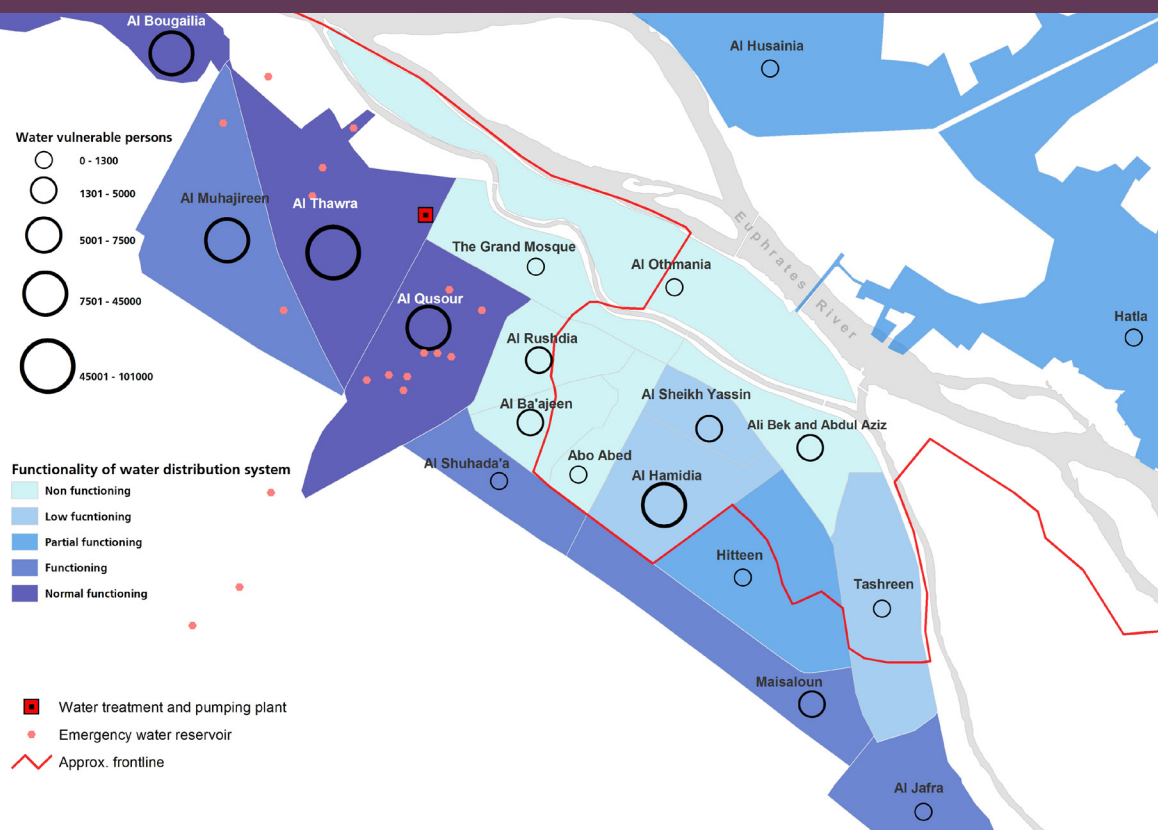 Al Bougailia
Al Husainia
Water vulnerable persons
0 - 1300
1301 - 5000
5001 - 7500
7501 - 45000
45001 - 101000
Al Muhajireen
Al Thawra
The Grand Mosque
Al Othmania
Euphrates River
Al Qusour
Hatla
Al Rushdia
Al Sheikh Yassin
Al Ba'ajeen
Ali Bek and Abdul Aziz
Al Shuhada'a
Abo Abed
Al Hamidia
Functionality of water distribution system
Non functioning
Low fucntioning
Partial functioning
Functioning
Normal functioning
Hitteen
Tashreen
Maisaloun
Al Jafra
Water treatment and pumping plant
Emergency water reservoir
Approx. frontline